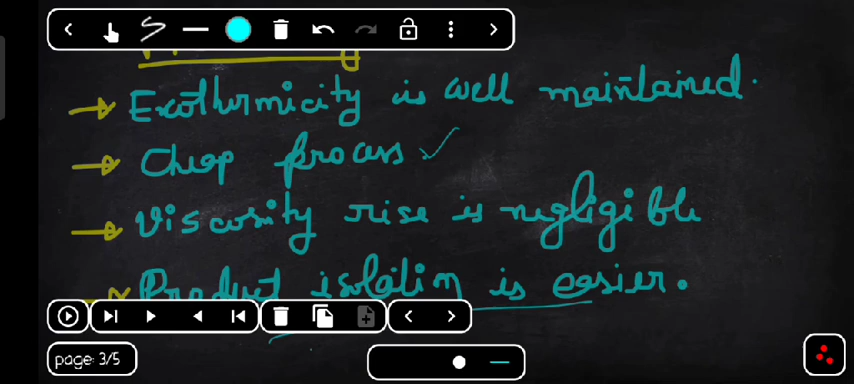 → Exothermicity is well maintained.
→ Cheap process ✓
→ Viscosity rise is negligible
Product isolation is easier.
page: 3/5